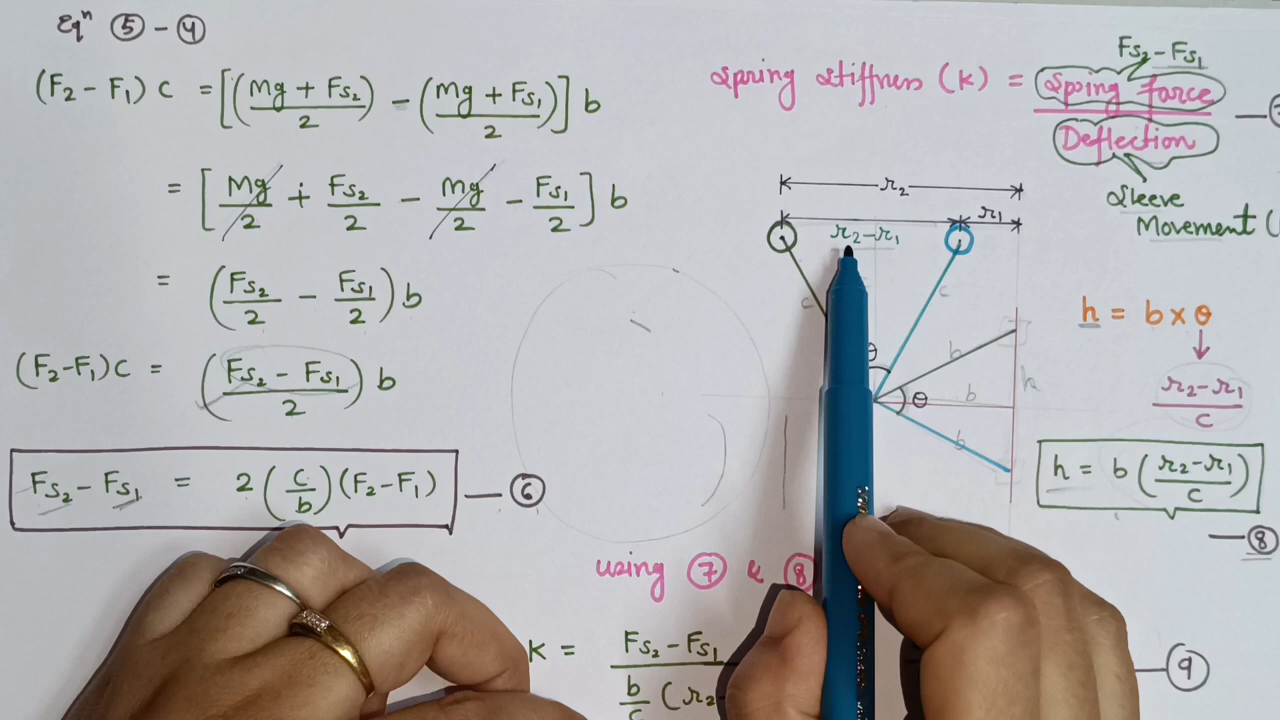 Eqⁿ ⑤ - ④
(F₂ - F₁) c = [((Mg + Fs₂)/2) - ((Mg + Fs₁)/2)] b
= [Mg/2 + Fs₂/2 - Mg/2 - Fs₁/2] b
= (Fs₂/2 - Fs₁/2) b
(F₂-F₁)c = ((Fs₂ - Fs₁)/2) b
Fs₂ - Fs₁ = 2 (c/b) (F₂ - F₁) — ⑥
Fs₂-Fs₁
Spring Stiffness (K) = Spring force / Deflection
Sleeve
Movement (
r₂
r₁
r₂-r₁
c
c
θ
b
θ
b
b
h
h = b x θ
r₂-r₁/c
h = b (r₂-r₁/c)
— ⑧
using ⑦ & ⑧
K = Fs₂-Fs₁
b/c (r₂
— ⑨